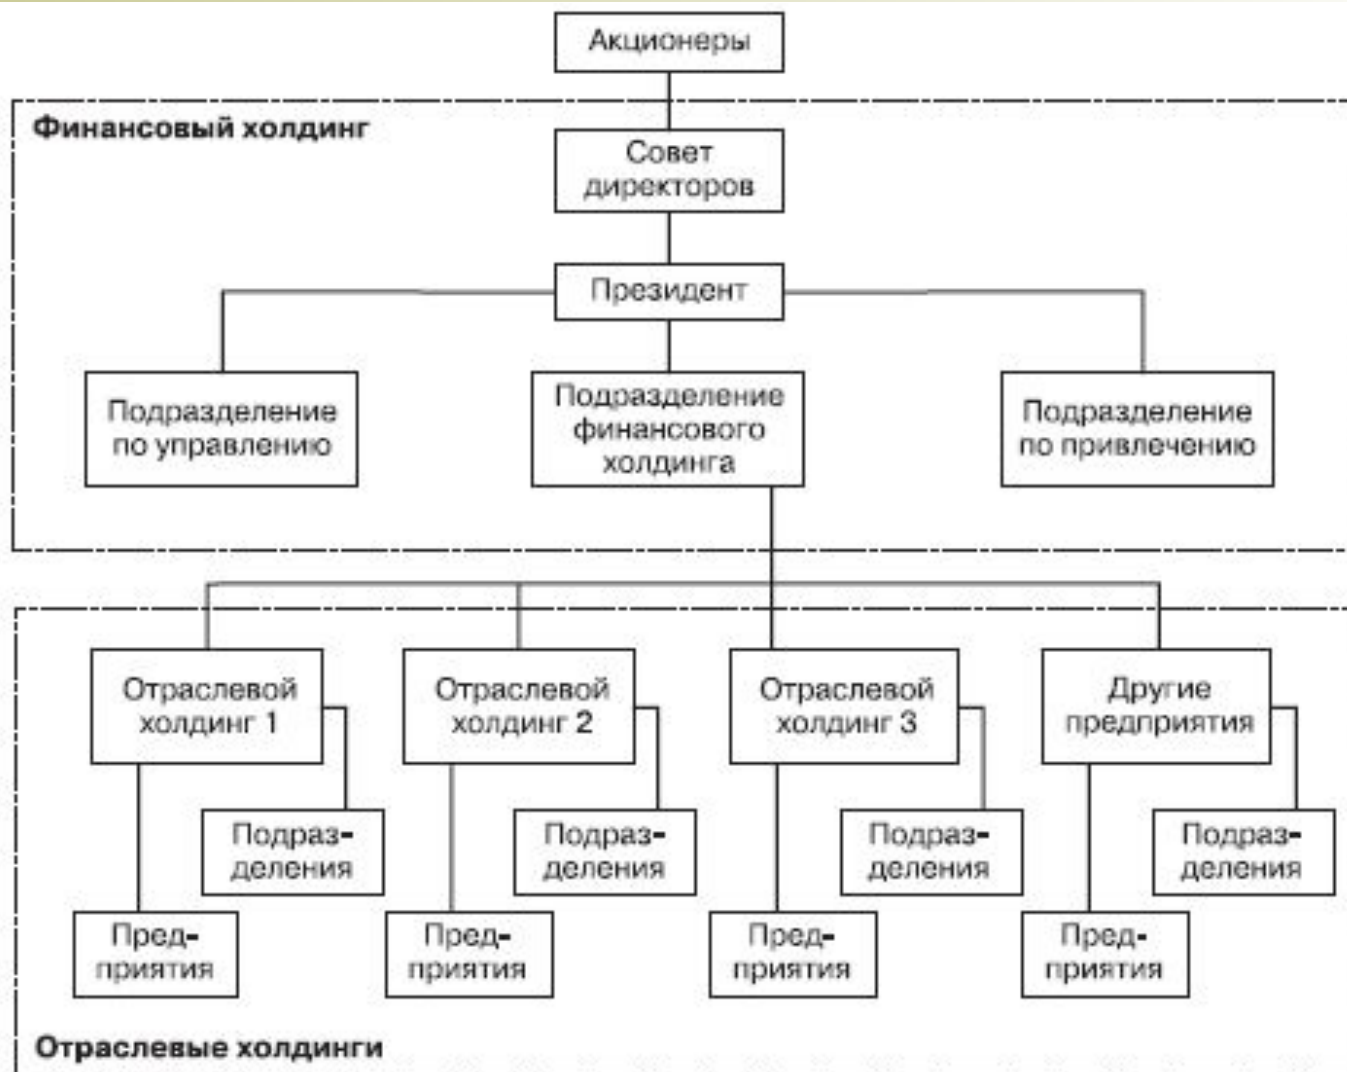 Акционеры
Финансовый холдинг
Совет
директоров
Президент
Подразделение
по управлению
Подразделение
финансового
холдинга
Подразделение
по привлечению
Отраслевой
холдинг 1
Отраслевой
холдинг 2
Отраслевой
холдинг 3
Другие
предприятия
Подраз-
деления
Подраз-
деления
Подраз-
деления
Подраз-
деления
Пред-
приятия
Пред-
приятия
Пред-
приятия
Пред-
приятия
Отраслевые холдинги